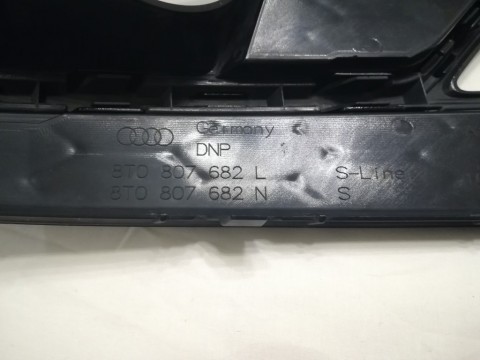 Germany
DNP
8T0 807 682 L S-Line
8T0 807 682 N S